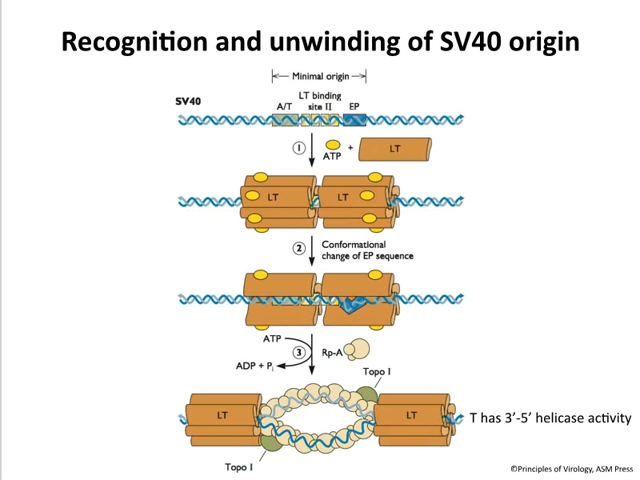 Recognition and unwinding of SV40 origin
Minimal origin
SV40
LT binding
A/T site II EP
1
ATP + LT
LT LT
2 Conformational
change of EP sequence
ATP
3 Rp-A
ADP + Pi
Topo I
LT LT
T has 3’-5’ helicase activity
Topo I
©Principles of Virology, ASM Press